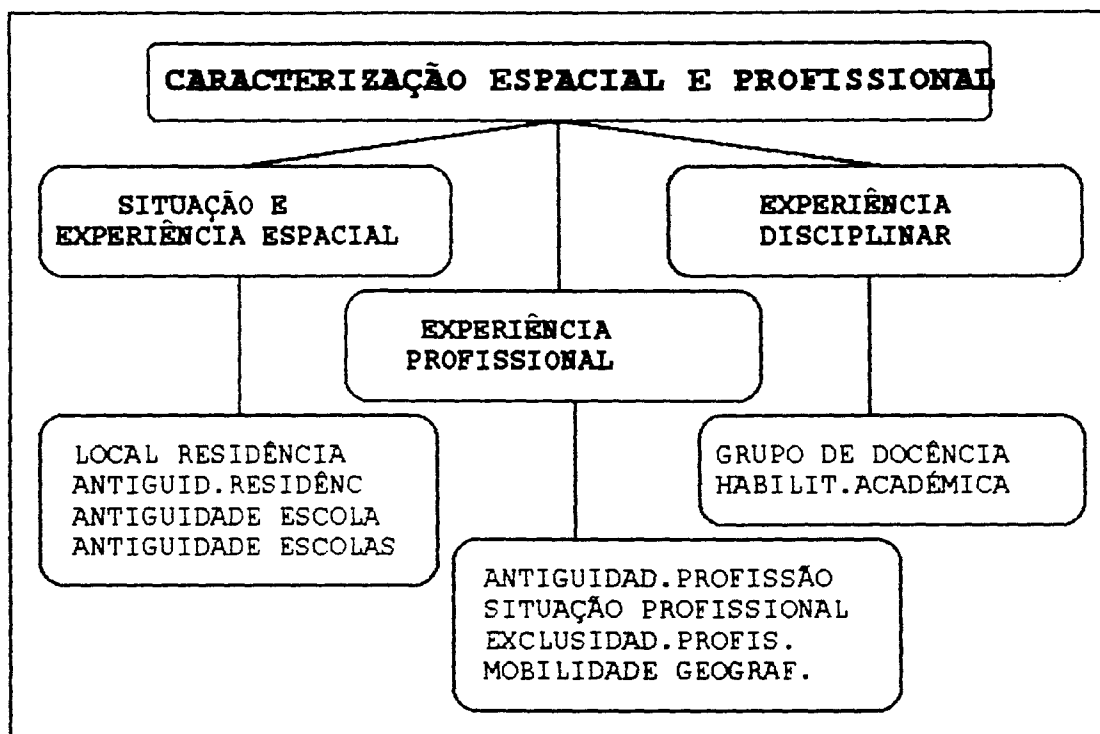 CARACTERIZAÇÃO ESPACIAL E PROFISSIONAL
SITUAÇÃO E
EXPERIÊNCIA ESPACIAL
EXPERIÊNCIA
DISCIPLINAR
EXPERIÊNCIA
PROFISSIONAL
LOCAL RESIDÊNCIA
ANTIGUID.RESIDÊNC
ANTIGUIDADE ESCOLA
ANTIGUIDADE ESCOLAS
GRUPO DE DOCÊNCIA
HABILIT.ACADÉMICA
ANTIGUIDAD.PROFISSÃO
SITUAÇÃO PROFISSIONAL
EXCLUSIDAD.PROFIS.
MOBILIDADE GEOGRAF.